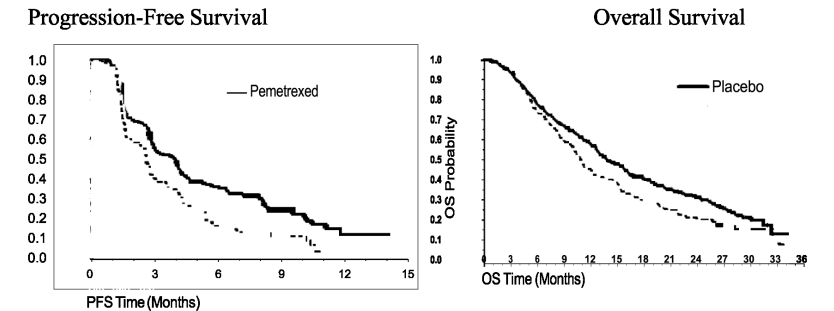 Progression-Free Survival
Overall Survival
1.0
0.9
0.8
0.7
0.6
0.5
0.4
0.3
0.2
0.1
0.0
Pemetrexed
0 3 6 9 12 15
PFS Time (Months)
OS Probability
1.0
0.9
0.8
0.7
0.6
0.5
0.4
0.3
0.2
0.1
0.0
Placebo
0 3 6 9 12 15 18 21 24 27 30 33 36
OS Time (Months)